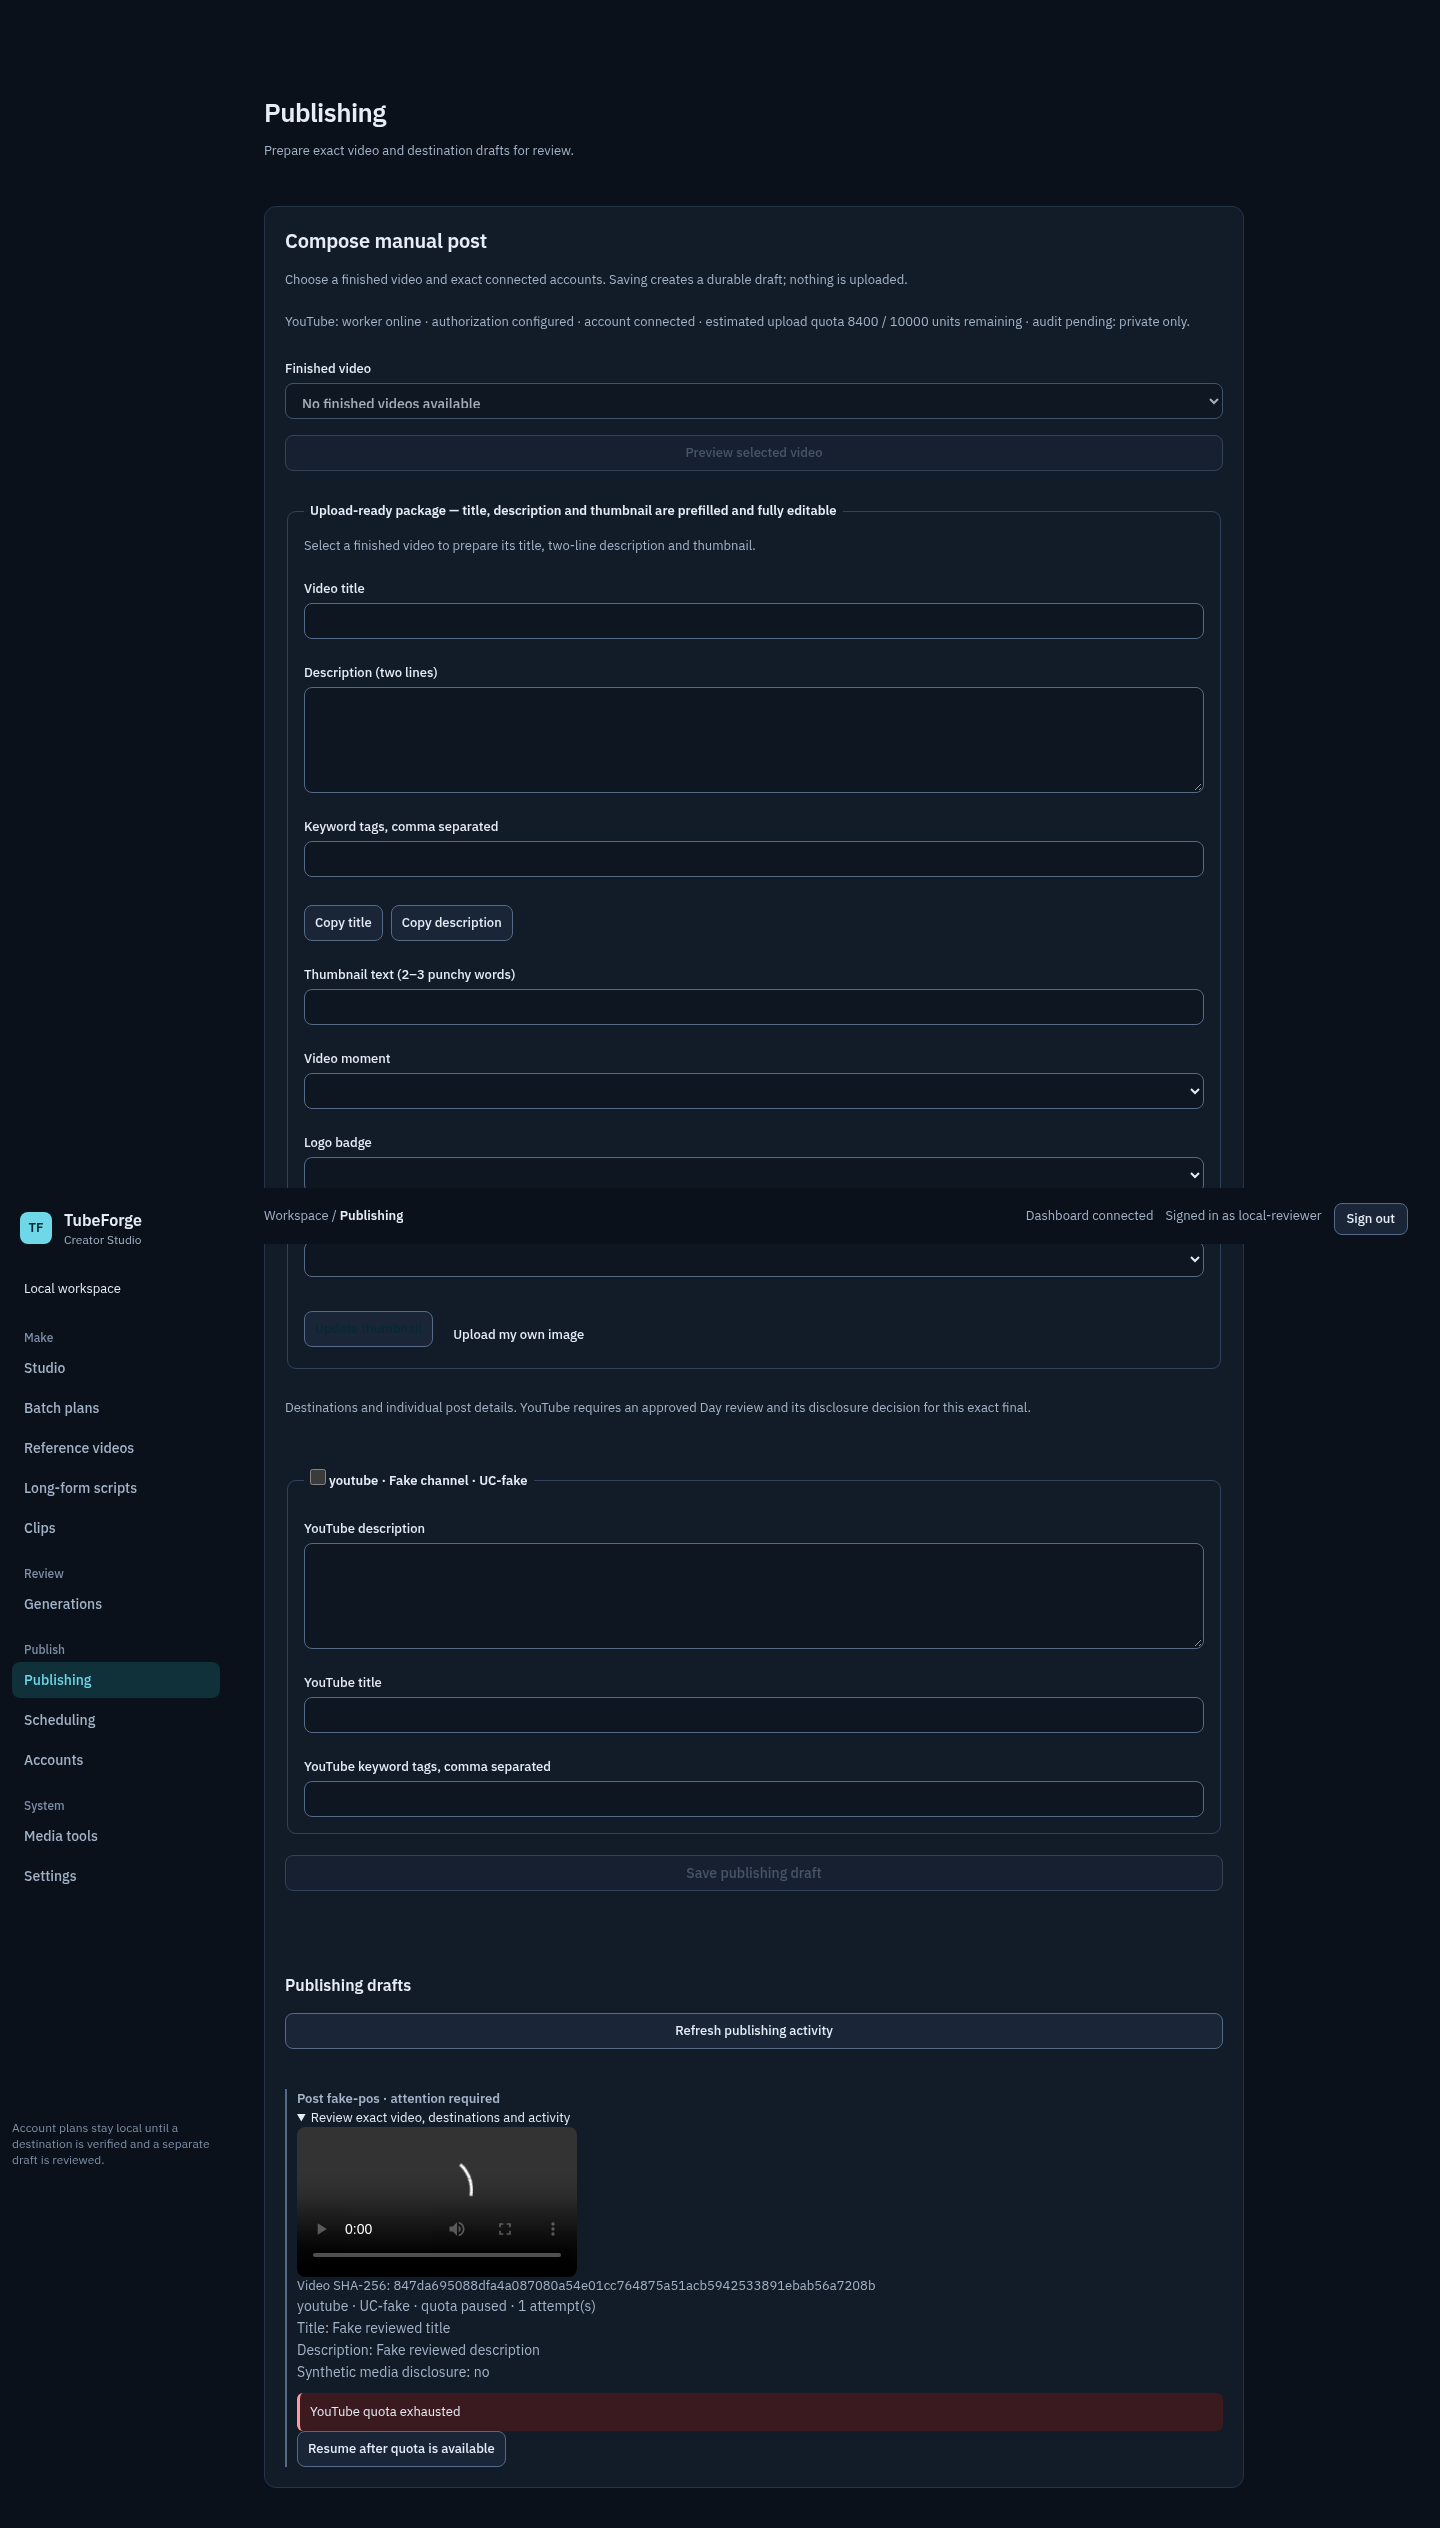 Publishing
Prepare exact video and destination drafts for review.
Compose manual post
Choose a finished video and exact connected accounts. Saving creates a durable draft; nothing is uploaded.
YouTube: worker online · authorization configured · account connected · estimated upload quota 8400 / 10000 units remaining · audit pending: private only.
Finished video
No finished videos available
Preview selected video
Upload-ready package — title, description and thumbnail are prefilled and fully editable
Select a finished video to prepare its title, two-line description and thumbnail.
Video title
Description (two lines)
Keyword tags, comma separated
Copy title
Copy description
Thumbnail text (2–3 punchy words)
Video moment
Logo badge
TF
TubeForge
Creator Studio
Workspace / Publishing
Dashboard connected
Signed in as local-reviewer
Sign out
Local workspace
Make
Studio
Batch plans
Reference videos
Long-form scripts
Clips
Review
Generations
Publish
Publishing
Scheduling
Accounts
System
Media tools
Settings
Account plans stay local until a
destination is verified and a separate
draft is reviewed.
Upload my own image
Destinations and individual post details. YouTube requires an approved Day review and its disclosure decision for this exact final.
youtube · Fake channel · UC-fake
YouTube description
YouTube title
YouTube keyword tags, comma separated
Save publishing draft
Publishing drafts
Refresh publishing activity
Post fake-pos · attention required
Review exact video, destinations and activity
0:00
Video SHA-256: 847da695088dfa4a087080a54e01cc764875a51acb5942533891ebab56a7208b
youtube · UC-fake · quota paused · 1 attempt(s)
Title: Fake reviewed title
Description: Fake reviewed description
Synthetic media disclosure: no
YouTube quota exhausted
Resume after quota is available